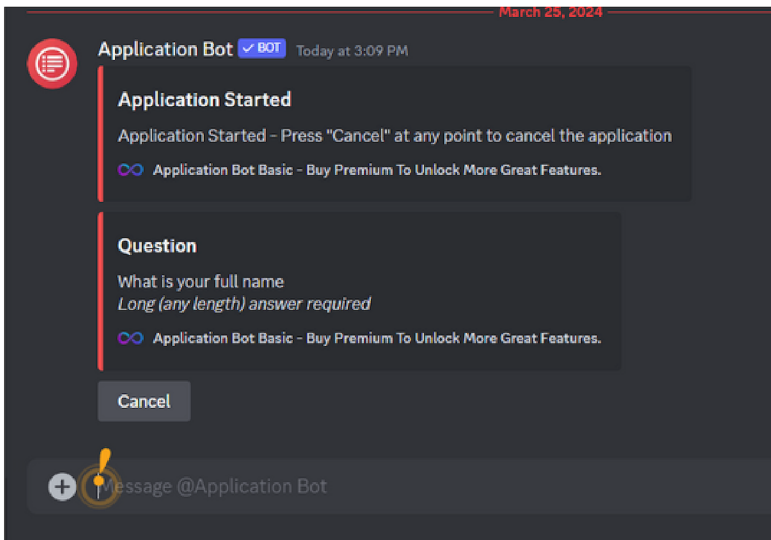 March 25, 2024
Application Bot ✓ BOT Today at 3:09 PM
Application Started
Application Started - Press "Cancel" at any point to cancel the application
Application Bot Basic - Buy Premium To Unlock More Great Features.
Question
What is your full name
Long (any length) answer required
Application Bot Basic - Buy Premium To Unlock More Great Features.
Cancel
Message @Application Bot